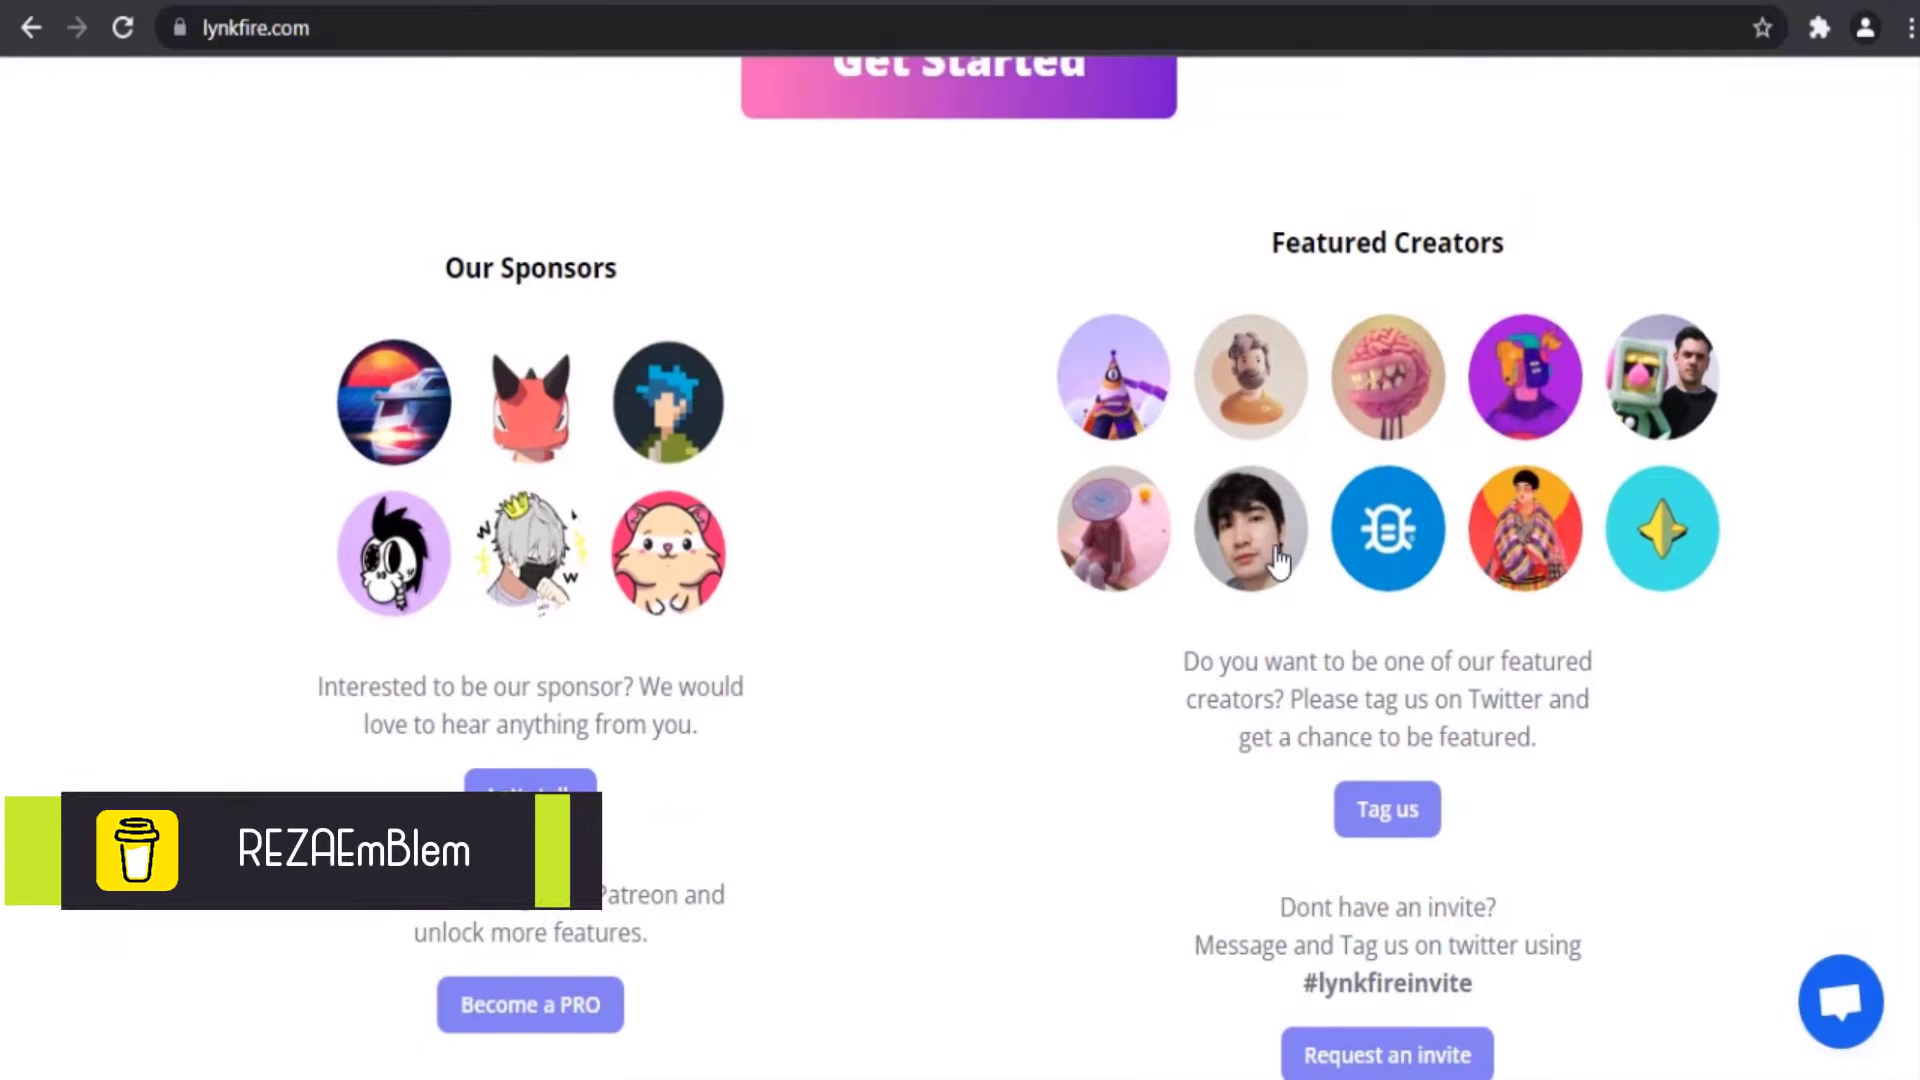 lynkfire.com
Get Started
Our Sponsors
Featured Creators
W
W
Interested to be our sponsor? We would
love to hear anything from you.
Do you want to be one of our featured
creators? Please tag us on Twitter and
get a chance to be featured.
Tag us
REZAEmBlem
Patreon and
unlock more features.
Become a PRO
Dont have an invite?
Message and Tag us on twitter using
#lynkfireinvite
Request an invite